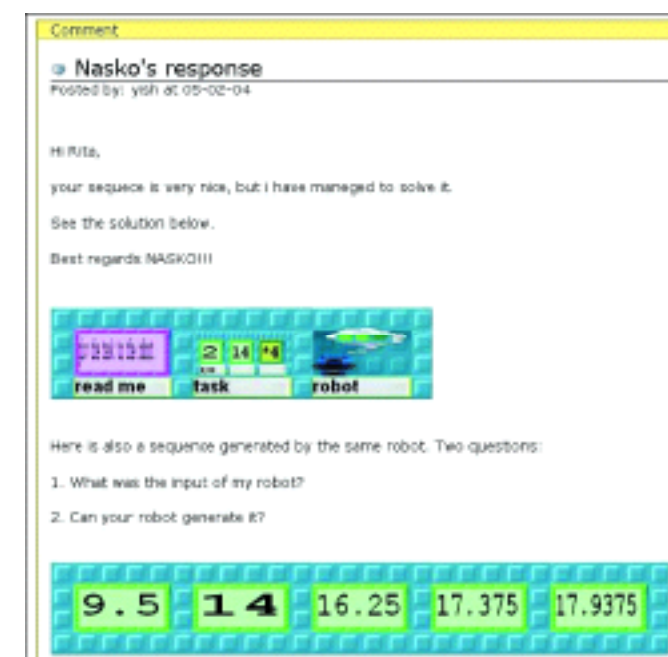 Comment
Nasko's response
Posted by: yish at 05-02-04
Hi Rita,
your sequece is very nice, but i have maneged to solve it.
See the solution below.
Best regards NASKO!!!
2 14
read me task robot
Here is also a sequence generated by the same robot. Two questions:
1. What was the input of my robot?
2. Can your robot generate it?
9.5 14 16.25 17.375 17.9375